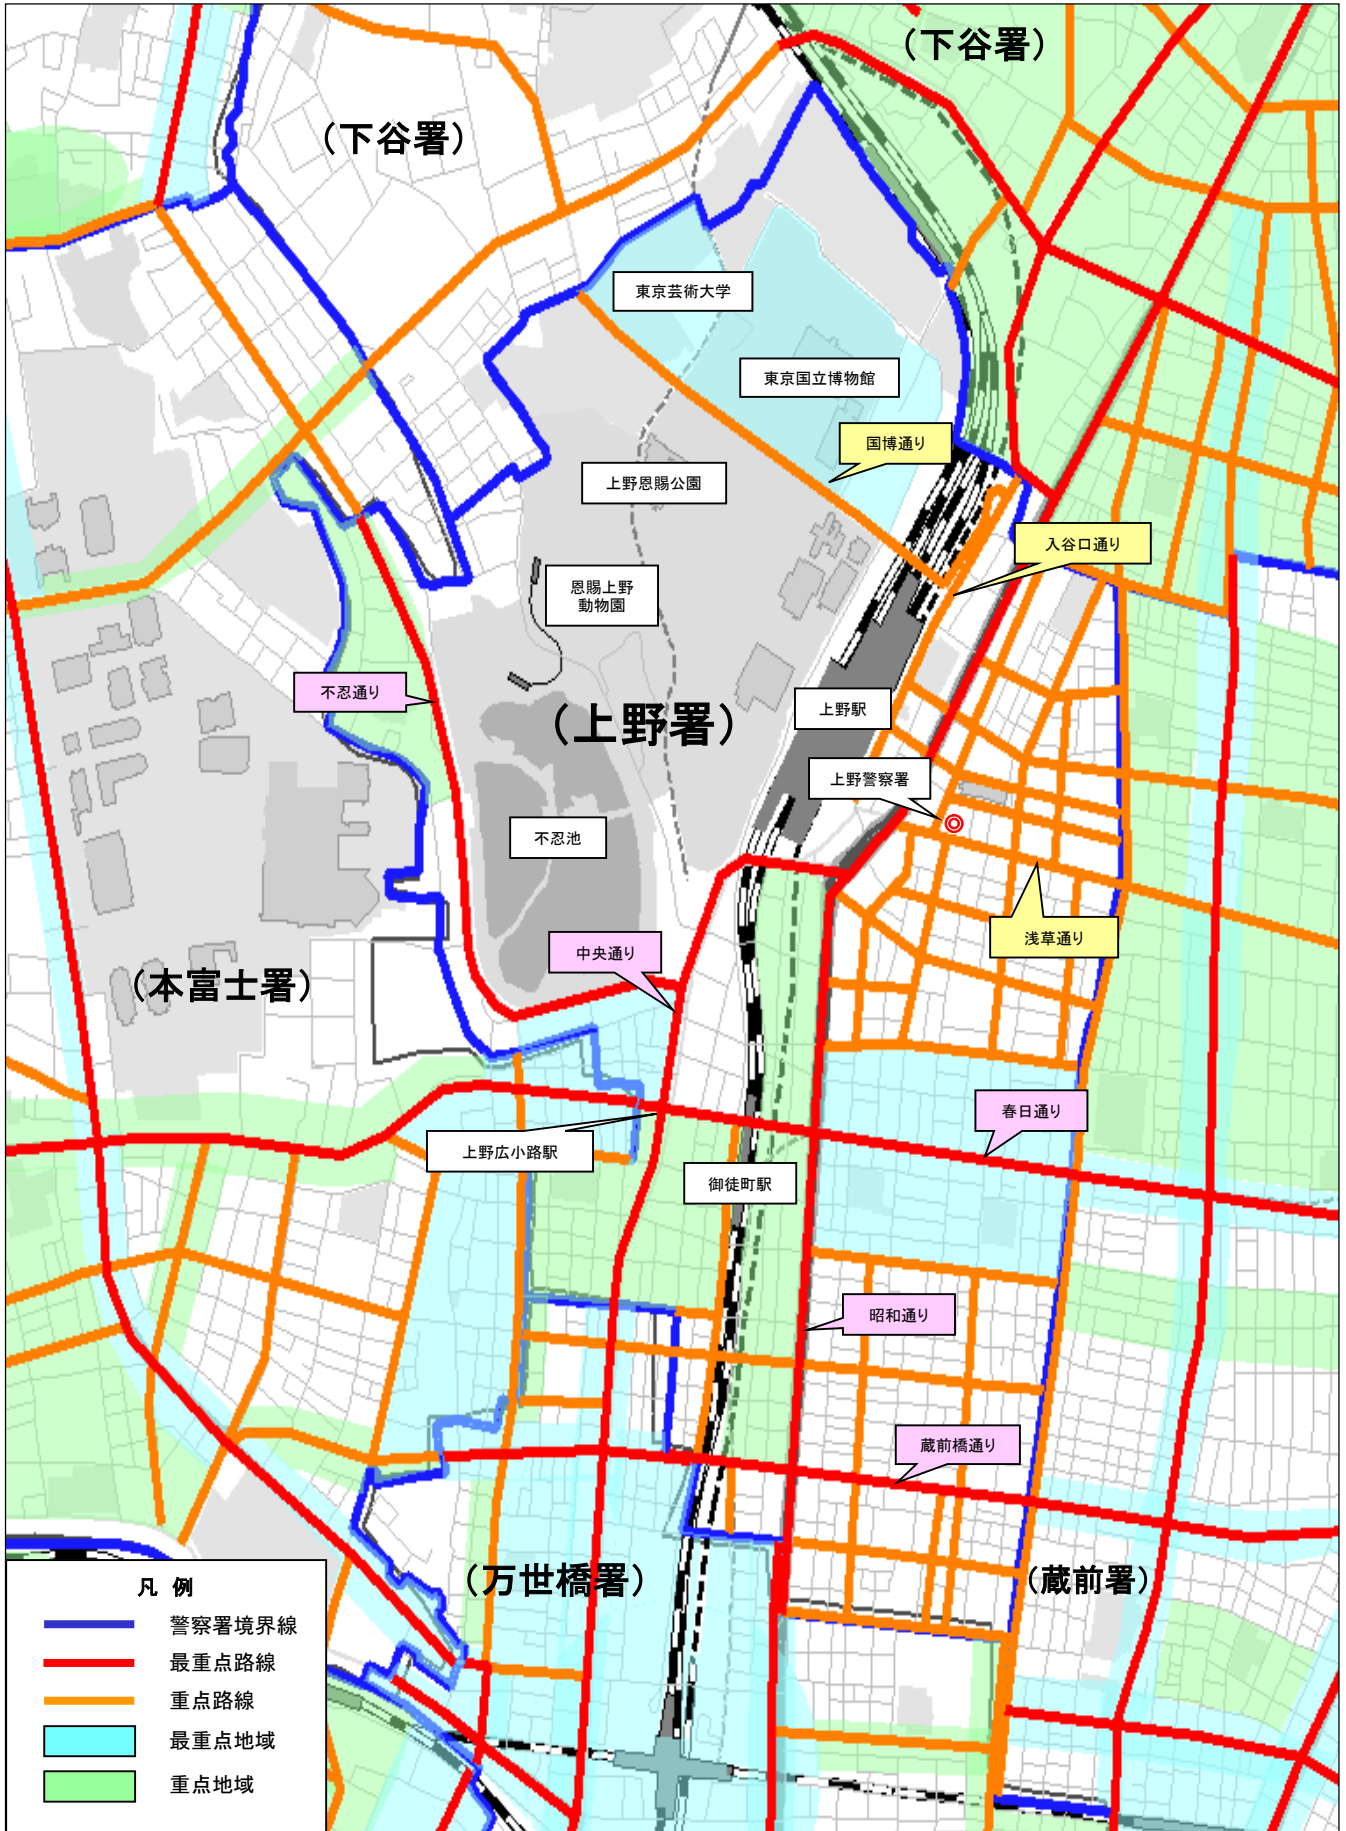 （下谷署）
（下谷署）
東京芸術大学
東京国立博物館
国博通り
上野恩賜公園
入谷口通り
恩賜上野
動物園
不忍通り
（上野署）
上野駅
上野警察署
不忍池
浅草通り
中央通り
（本富士署）
春日通り
上野広小路駅
御徒町駅
昭和通り
蔵前橋通り
（万世橋署）
（蔵前署）
凡 例
警察署境界線
最重点路線
重点路線
最重点地域
重点地域